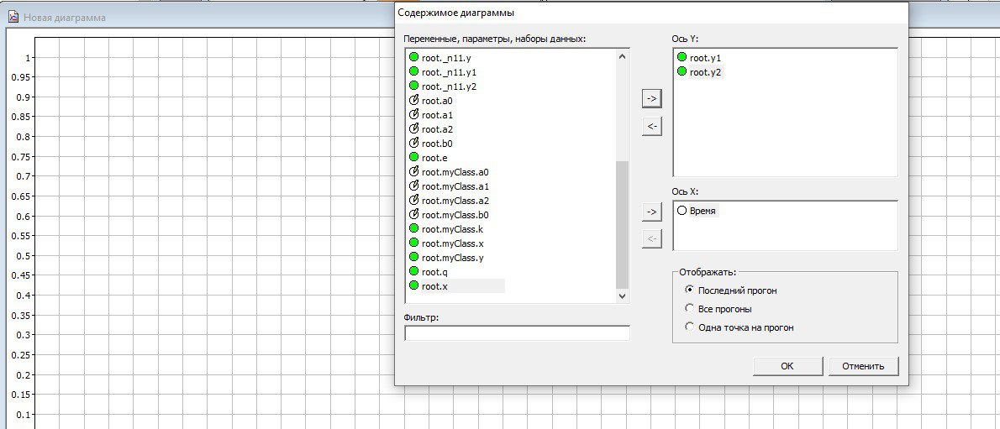 Новая диаграмма
1
0.95
0.9
0.85
0.8
0.75
0.7
0.65
0.6
0.55
0.5
0.45
0.4
0.35
0.3
0.25
0.2
0.15
0.1
Содержимое диаграммы
Переменные, параметры, наборы данных:
root._n11.y
root._n11.y1
root._n11.y2
root.a0
root.a1
root.a2
root.b0
root.e
root.myClass.a0
root.myClass.a1
root.myClass.a2
root.myClass.b0
root.myClass.k
root.myClass.x
root.myClass.y
root.q
root.x
Фильтр:
->
<-
->
<-
Ось Y:
root.y1
root.y2
Ось X:
Время
Отображать:
Последний прогон
Все прогоны
Одна точка на прогон
OK
Отменить